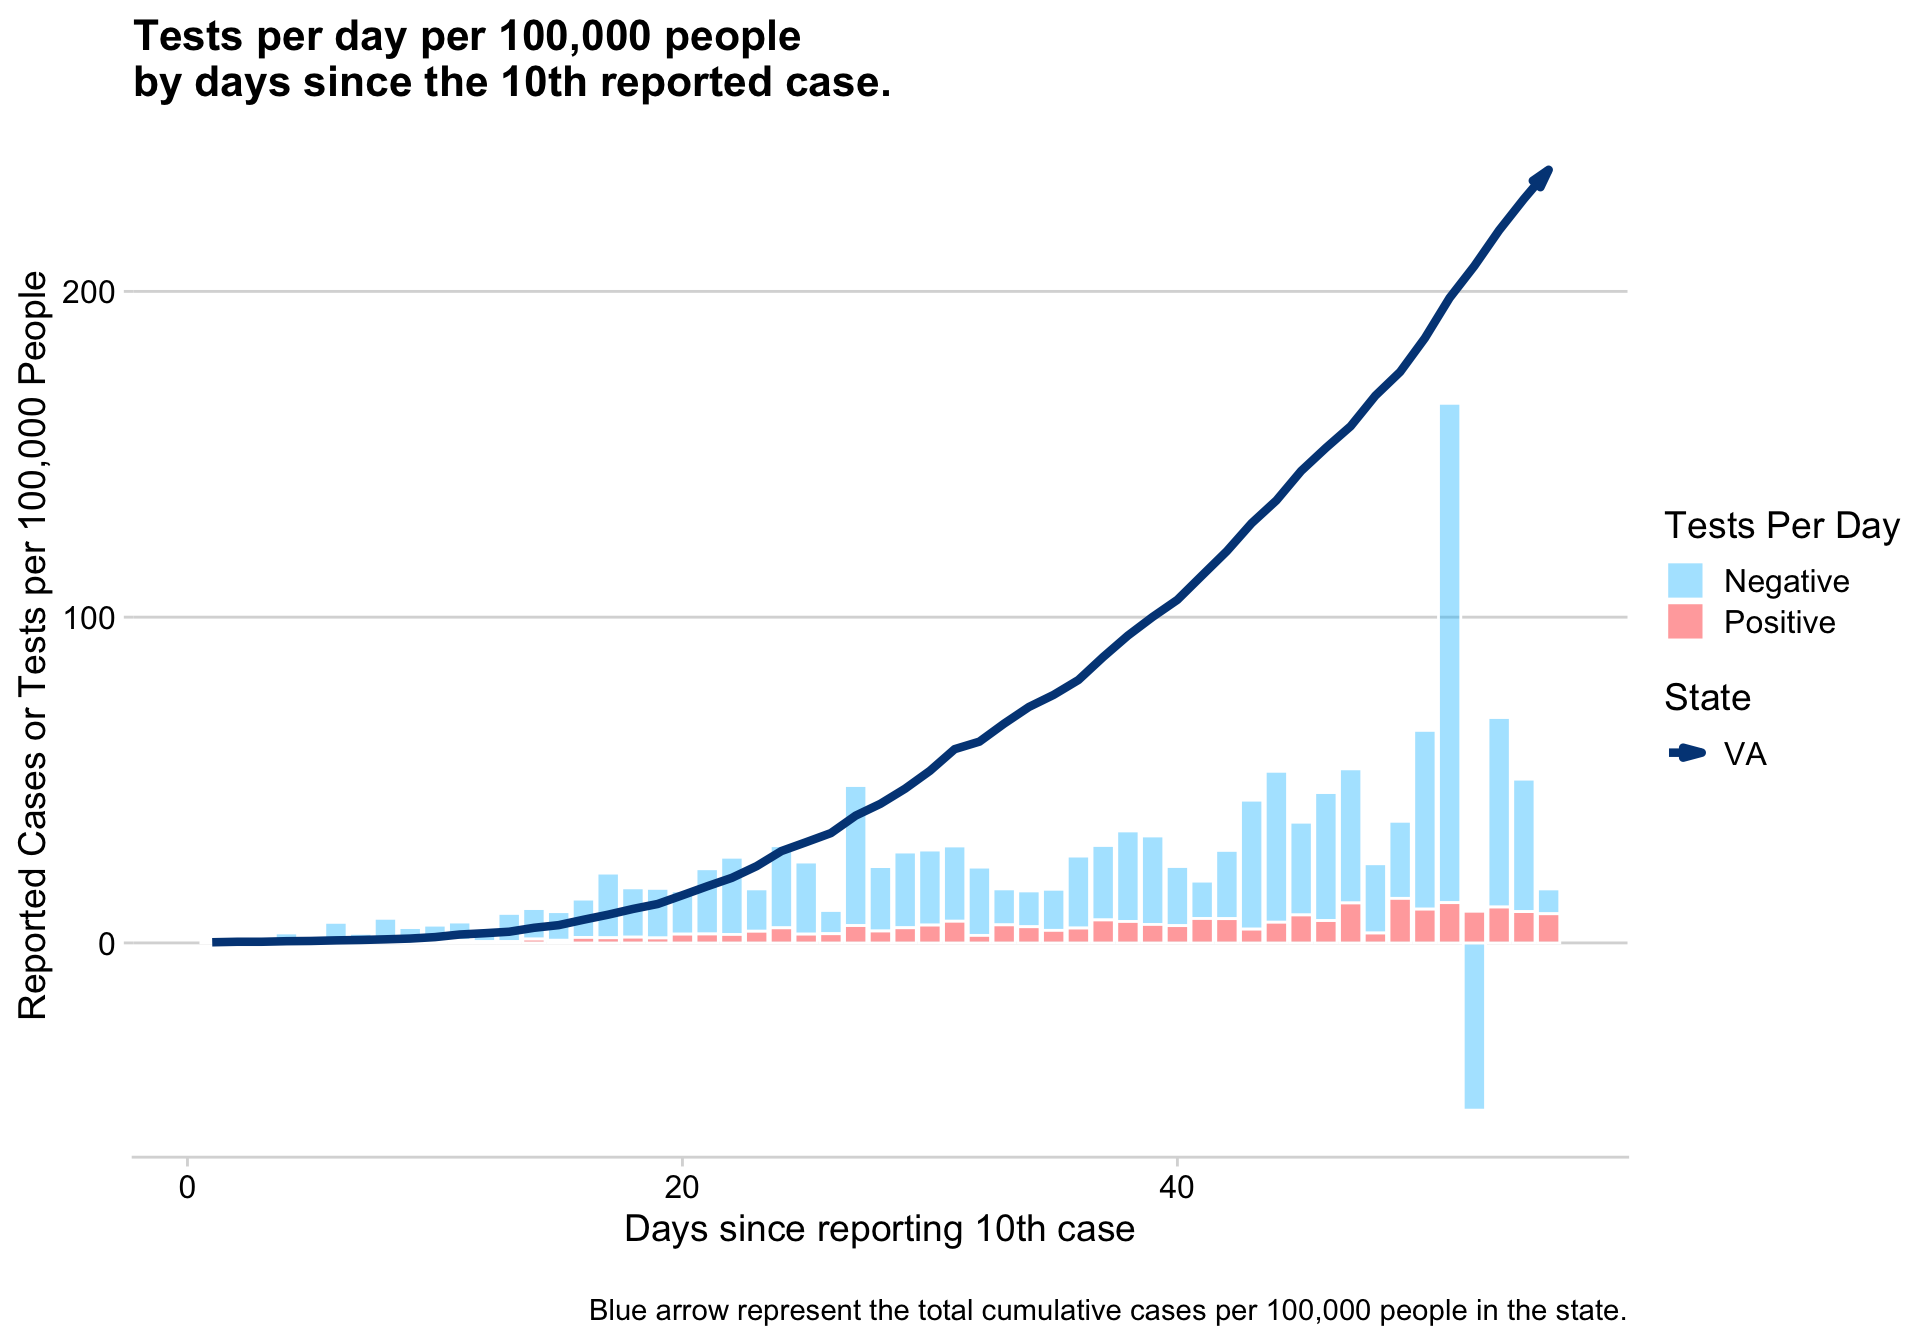 Tests per day per 100,000 people
by days since the 10th reported case.
Reported Cases or Tests per 100,000 People
200
100
0
0
20
40
Days since reporting 10th case
Tests Per Day
Negative
Positive
State
VA
Blue arrow represent the total cumulative cases per 100,000 people in the state.